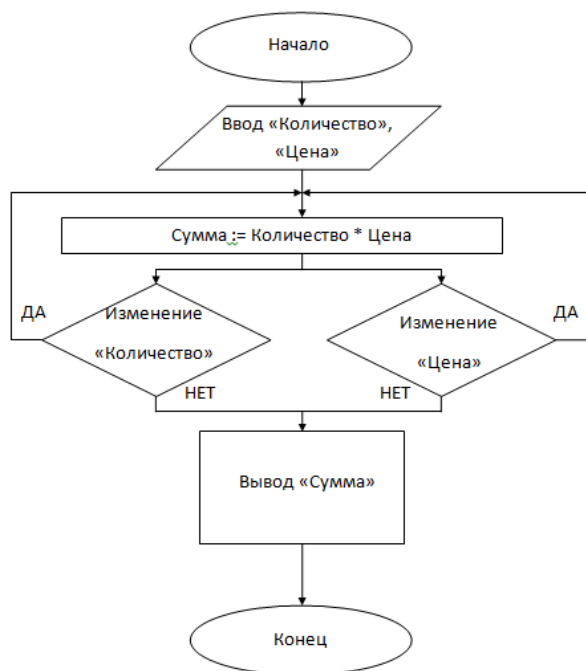 Начало
Ввод «Количество»,
«Цена»
Сумма := Количество * Цена
ДА
Изменение
«Количество»
НЕТ
Изменение
«Цена»
ДА
НЕТ
Вывод «Сумма»
Конец